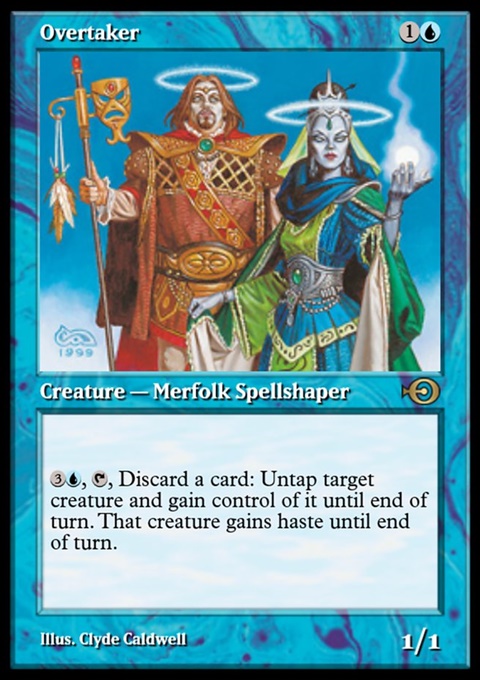 Overtaker 1
1999
Creature — Merfolk Spellshaper
3, , Discard a card: Untap target
creature and gain control of it until end of
turn. That creature gains haste until end
of turn.
Illus. Clyde Caldwell 1/1